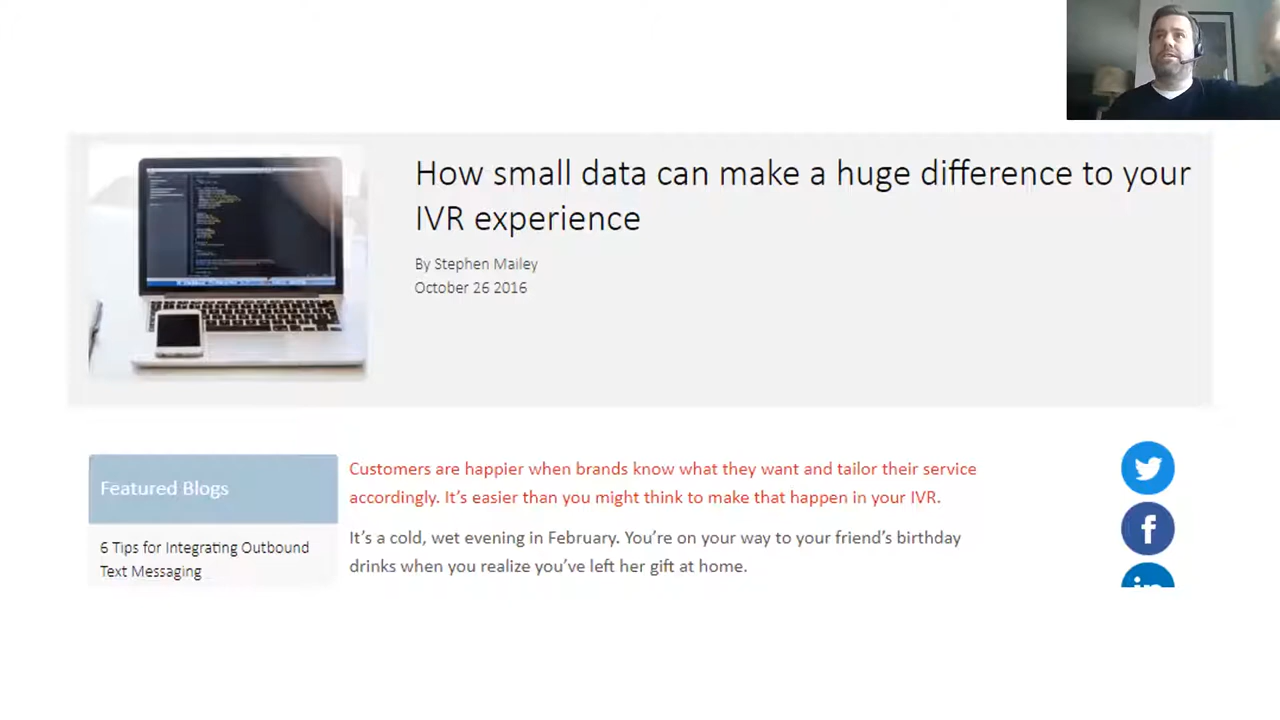 How small data can make a huge difference to your
IVR experience
By Stephen Mailey
October 26 2016
Featured Blogs
6 Tips for Integrating Outbound
Text Messaging
Customers are happier when brands know what they want and tailor their service
accordingly. It’s easier than you might think to make that happen in your IVR.
It’s a cold, wet evening in February. You’re on your way to your friend’s birthday
drinks when you realize you’ve left her gift at home.